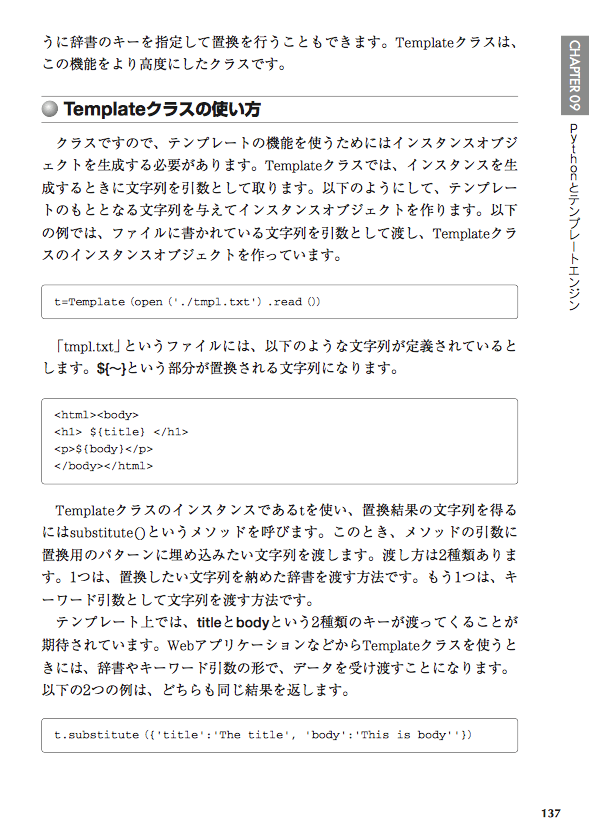 うに辞書のキーを指定して置換を行うこともできます。Templateクラスは、
この機能をより高度にしたクラスです。
Templateクラスの使い方
クラスですので、テンプレートの機能を使うためにはインスタンスオブジ
ェクトを生成する必要があります。Templateクラスでは、インスタンスを生
成するときに文字列を引数として取ります。以下のようにして、テンプレー
トのもととなる文字列を与えてインスタンスオブジェクトを作ります。以下
の例では、ファイルに書かれている文字列を引数として渡し、Templateクラ
スのインスタンスオブジェクトを作っています。
t=Template（open（'./tmpl.txt'）.read（））
「tmpl.txt」というファイルには、以下のような文字列が定義されていると
します。${〜}という部分が置換される文字列になります。
<html><body>
<h1> ${title} </h1>
<p>${body}</p>
</body></html>
Templateクラスのインスタンスであるtを使い、置換結果の文字列を得る
にはsubstitute()というメソッドを呼びます。このとき、メソッドの引数に
置換用のパターンに埋め込みたい文字列を渡します。渡し方は2種類ありま
す。1つは、置換したい文字列を納めた辞書を渡す方法です。もう1つは、キ
ーワード引数として文字列を渡す方法です。
テンプレート上では、titleとbodyという2種類のキーが渡ってくることが
期待されています。WebアプリケーションなどからTemplateクラスを使うと
きには、辞書やキーワード引数の形で、データを受け渡すことになります。
以下の2つの例は、どちらも同じ結果を返します。
t.substitute（{'title':'The title', 'body':'This is body''}）
CHAPTER 09
Pythonとテンプレートエンジン
137